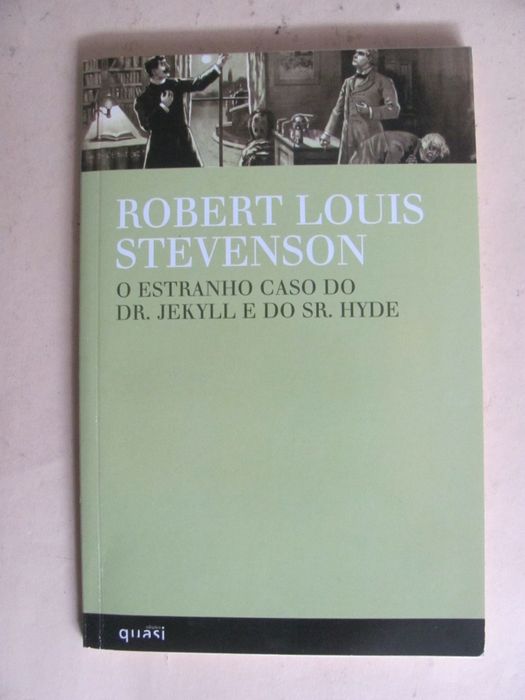 ROBERT LOUIS
STEVENSON
O ESTRANHO CASO DO
DR. JEKYLL E DO SR. HYDE
quasi